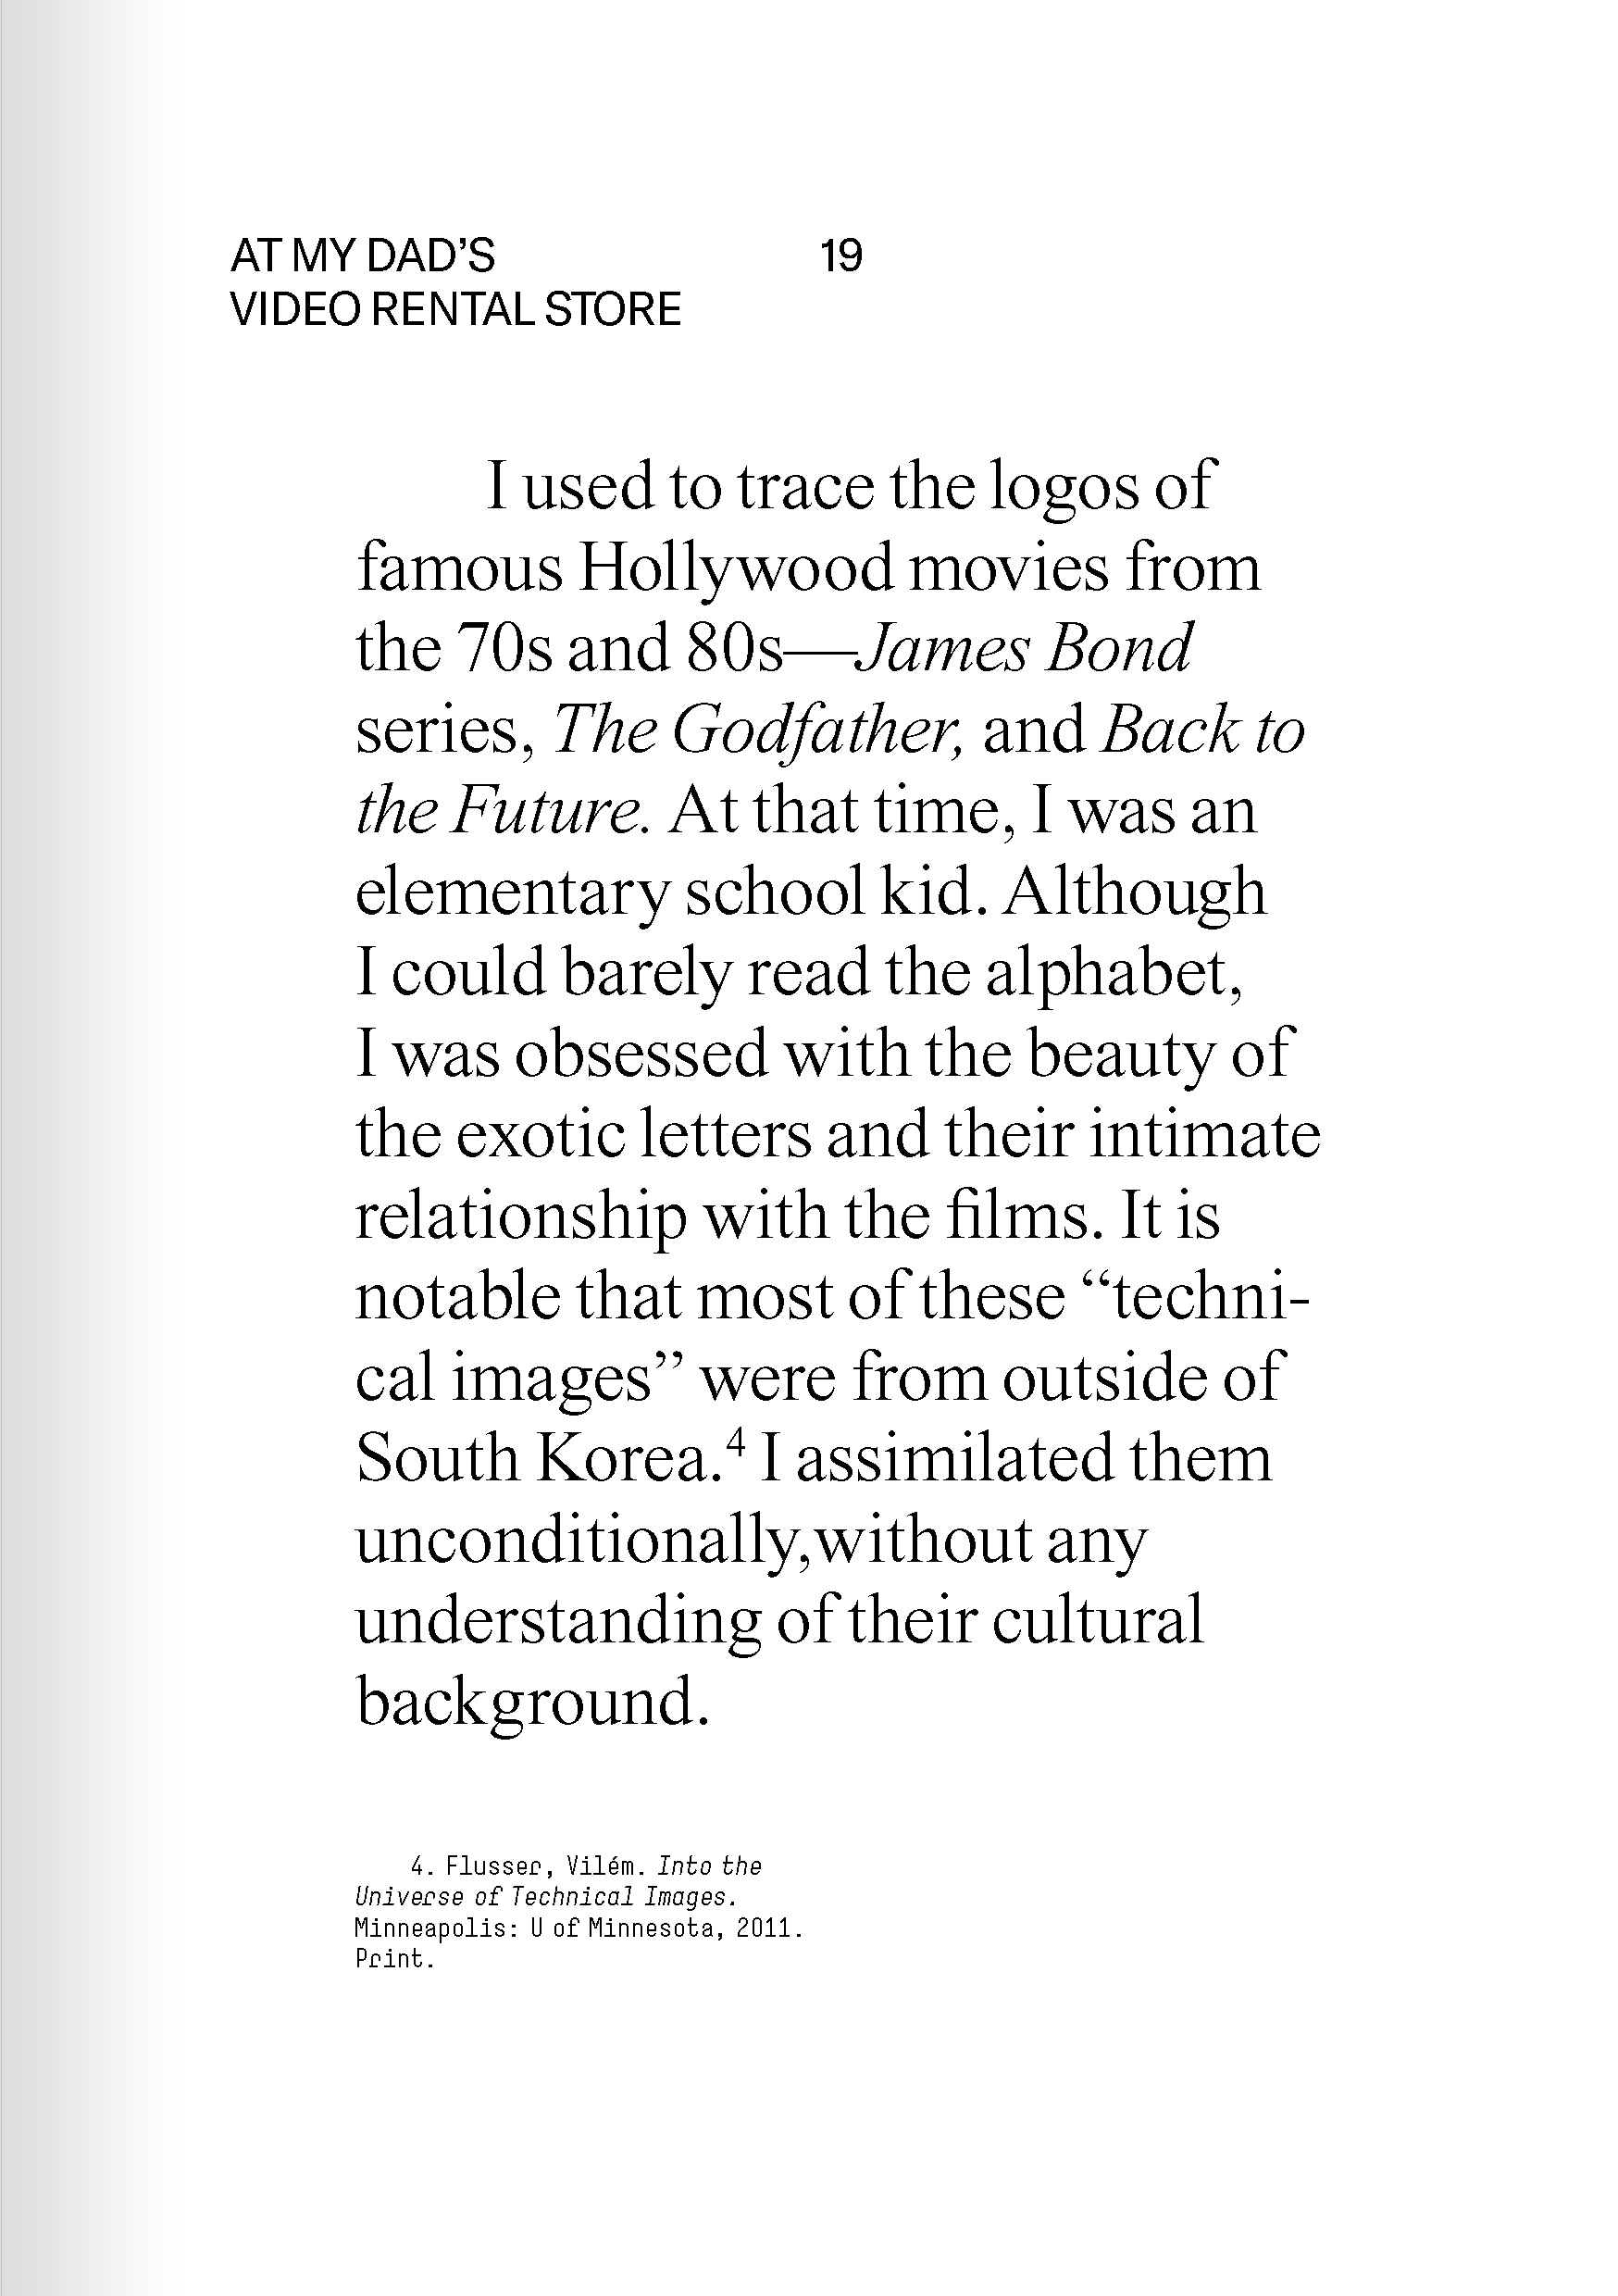 AT MY DAD’S
VIDEO RENTAL STORE
19
I used to trace the logos of
famous Hollywood movies from
the 70s and 80s—James Bond
series, The Godfather, and Back to
the Future. At that time, I was an
elementary school kid. Although
I could barely read the alphabet,
I was obsessed with the beauty of
the exotic letters and their intimate
relationship with the films. It is
notable that most of these “techni-
cal images” were from outside of
South Korea.⁴ I assimilated them
unconditionally,without any
understanding of their cultural
background.
4. Flusser, Vilém. Into the
Universe of Technical Images.
Minneapolis: U of Minnesota, 2011.
Print.